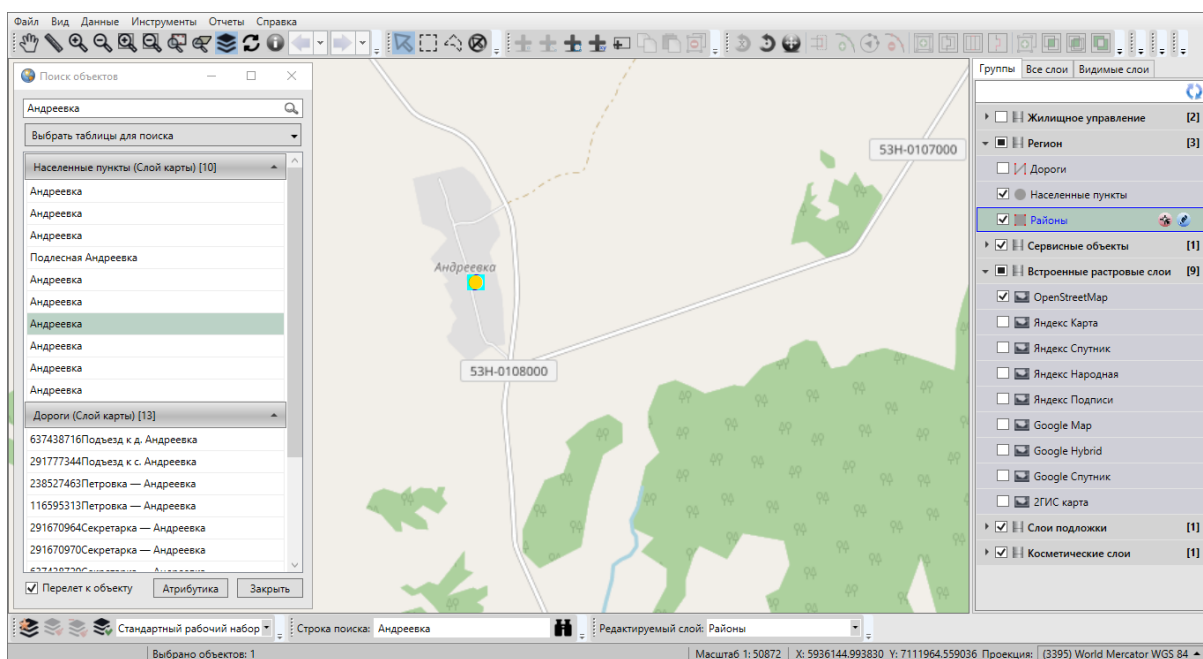 Файл Вид Данные Инструменты Отчеты Справка
Поиск объектов
Андреевка
Выбрать таблицы для поиска
Населенные пункты (Слой карты) [10]
Андреевка
Андреевка
Андреевка
Подлесная Андреевка
Андреевка
Андреевка
Андреевка
Андреевка
Андреевка
Андреевка
Дороги (Слой карты) [13]
637438716Подъезд к д. Андреевка
291777344Подъезд к с. Андреевка
238527463Петровка — Андреевка
116595313Петровка — Андреевка
291670964Секретарка — Андреевка
291670970Секретарка — Андреевка
Перелет к объекту Атрибутика Закрыть
53Н-0107000
Андреевка
53Н-0108000
Группы Все слои Видимые слои
Жилищное управление [2]
Регион [3]
Дороги
Населенные пункты
Районы
Сервисные объекты [1]
Встроенные растровые слои [9]
OpenStreetMap
Яндекс Карта
Яндекс Спутник
Яндекс Народная
Яндекс Подписи
Google Map
Google Hybrid
Google Спутник
2ГИС карта
Слои подложки [1]
Косметические слои [1]
Стандартный рабочий набор Строка поиска: Андреевка Редактируемый слой: Районы
Выбрано объектов: 1 Масштаб 1:50872 X: 5936144.993830 Y: 7111964.559036 Проекция: (3395) World Mercator WGS 84